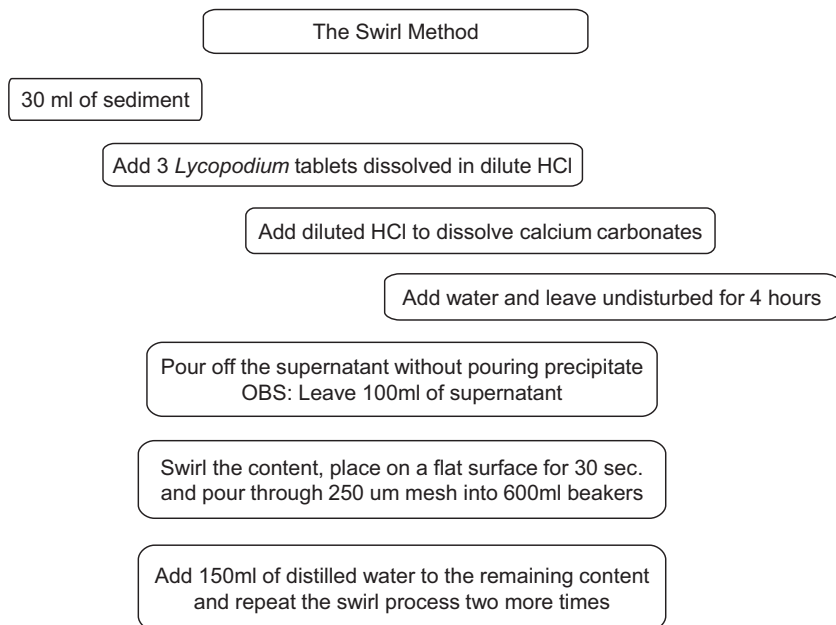 The Swirl Method
30 ml of sediment
Add 3 Lycopodium tablets dissolved in dilute HCl
Add diluted HCl to dissolve calcium carbonates
Add water and leave undisturbed for 4 hours
Pour off the supernatant without pouring precipitate
OBS: Leave 100ml of supernatant
Swirl the content, place on a flat surface for 30 sec.
and pour through 250 um mesh into 600ml beakers
Add 150ml of distilled water to the remaining content
and repeat the swirl process two more times